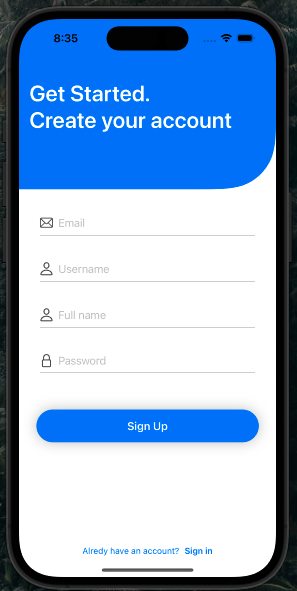 8:35
Get Started.
Create your account
Email
Username
Full name
Password
Sign Up
Alredy have an account? Sign in